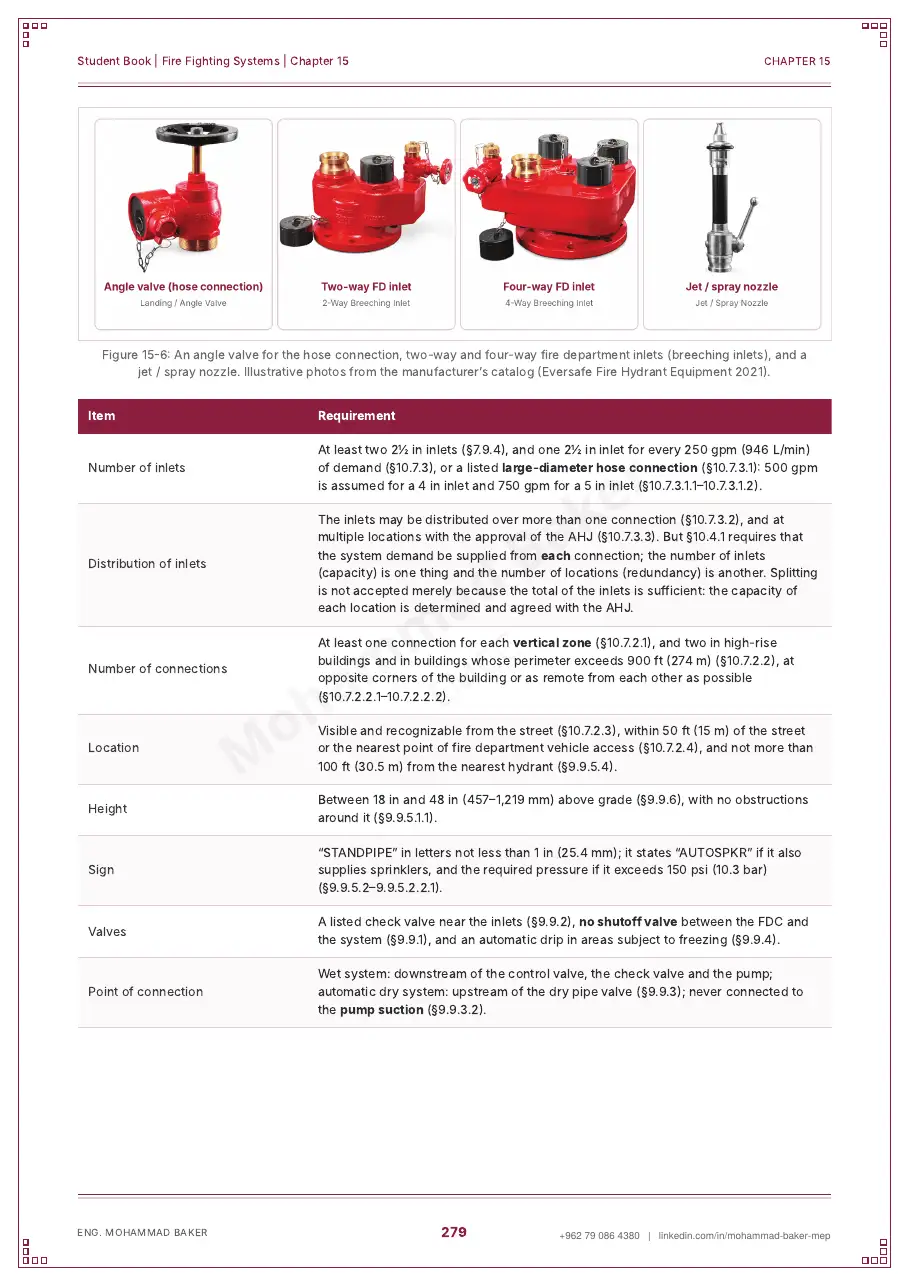 Student Book | Fire Fighting Systems | Chapter 15
CHAPTER 15
Angle valve (hose connection)
Landing / Angle Valve
Two-way FD inlet
2-Way Breeching Inlet
Four-way FD inlet
4-Way Breeching Inlet
Jet / spray nozzle
Jet / Spray Nozzle
Figure 15-6: An angle valve for the hose connection, two-way and four-way fire department inlets (breeching inlets), and a
jet / spray nozzle. Illustrative photos from the manufacturer’s catalog (Eversafe Fire Hydrant Equipment 2021).
Item
Requirement
Number of inlets
At least two 2½ in inlets (§7.9.4), and one 2½ in inlet for every 250 gpm (946 L/min)
of demand (§10.7.3), or a listed large-diameter hose connection (§10.7.3.1): 500 gpm
is assumed for a 4 in inlet and 750 gpm for a 5 in inlet (§10.7.3.1.1–10.7.3.1.2).
Distribution of inlets
The inlets may be distributed over more than one connection (§10.7.3.2), and at
multiple locations with the approval of the AHJ (§10.7.3.3). But §10.4.1 requires that
the system demand be supplied from each connection; the number of inlets
(capacity) is one thing and the number of locations (redundancy) is another. Splitting
is not accepted merely because the total of the inlets is sufficient: the capacity of
each location is determined and agreed with the AHJ.
Number of connections
At least one connection for each vertical zone (§10.7.2.1), and two in high-rise
buildings and in buildings whose perimeter exceeds 900 ft (274 m) (§10.7.2.2), at
opposite corners of the building or as remote from each other as possible
(§10.7.2.2.1–10.7.2.2.2).
Location
Visible and recognizable from the street (§10.7.2.3), within 50 ft (15 m) of the street
or the nearest point of fire department vehicle access (§10.7.2.4), and not more than
100 ft (30.5 m) from the nearest hydrant (§9.9.5.4).
Height
Between 18 in and 48 in (457–1,219 mm) above grade (§9.9.6), with no obstructions
around it (§9.9.5.1.1).
Sign
“STANDPIPE” in letters not less than 1 in (25.4 mm); it states “AUTOSPKR” if it also
supplies sprinklers, and the required pressure if it exceeds 150 psi (10.3 bar)
(§9.9.5.2–9.9.5.2.2.1).
Valves
A listed check valve near the inlets (§9.9.2), no shutoff valve between the FDC and
the system (§9.9.1), and an automatic drip in areas subject to freezing (§9.9.4).
Point of connection
Wet system: downstream of the control valve, the check valve and the pump;
automatic dry system: upstream of the dry pipe valve (§9.9.3); never connected to
the pump suction (§9.9.3.2).
ENG. MOHAMMAD BAKER
279
+962 79 086 4380 | linkedin.com/in/mohammad-baker-mep